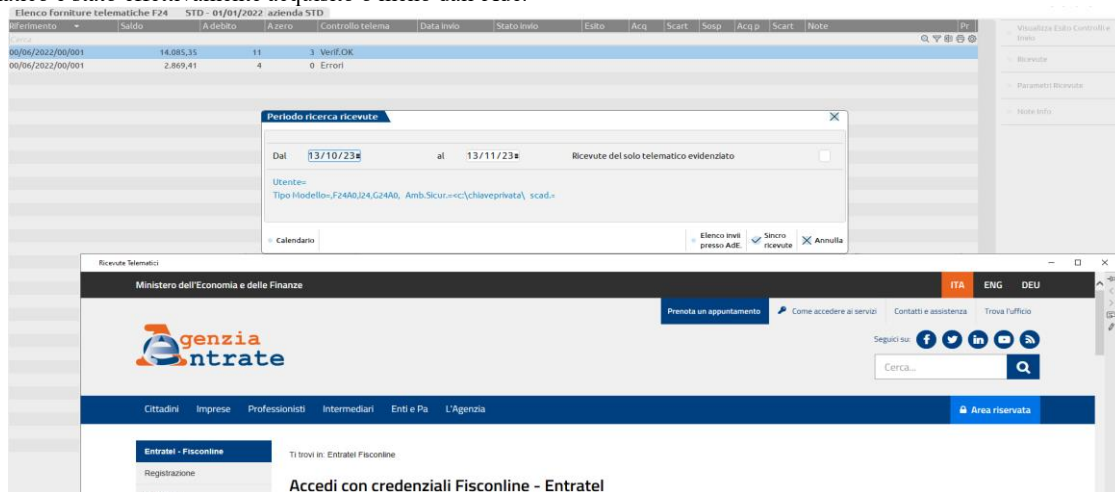 Elenco forniture telematiche F24 STD - 01/01/2022 azienda STD
Riferimento Saldo A debito A zero Controllo telema Data invio Stato invio Esito Acq Scart Sosp Acq p Scart Note Pr
Cerca
00/06/2022/00/001 14.085,35 11 3 Verif.OK
00/06/2022/00/001 2.869,41 4 0 Errori
Visualizza Esito Controlli e Invio
Ricevute
Parametri Ricevute
Note Info
Periodo ricerca ricevute
Dal 13/10/23 al 13/11/23 Ricevute del solo telematico evidenziato
Utente=
Tipo Modello=,F24A0,I24,G24A0, Amb.Sicur.=<c:\chiaveprivata\ scad.=
Calendario
Elenco invii presso AdE.
Sincro ricevute
Annulla
Ricevute Telematici
Ministero dell'Economia e delle Finanze ITA ENG DEU
Prenota un appuntamento Come accedere ai servizi Contatti e assistenza Trova l'ufficio
Agenzia Entrate
Seguici su:
Cerca...
Cittadini Imprese Professionisti Intermediari Enti e Pa L'Agenzia Area riservata
Entratel - Fisconline
Ti trovi in: Entratel Fisconline
Registrazione
Accedi con credenziali Fisconline - Entratel